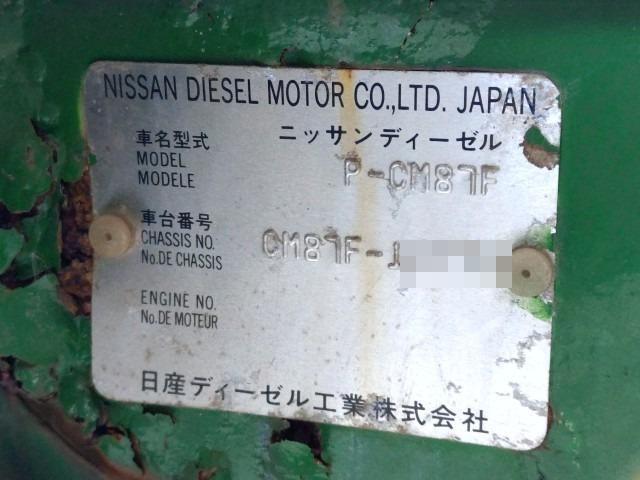 NISSAN DIESEL MOTOR CO.,LTD. JAPAN
車名型式 ニッサンディーゼル
MODEL
MODELE P-CM87F
車台番号
CHASSIS NO. CM87F-
No.DE CHASSIS
ENGINE NO.
No.DE MOTEUR
日産ディーゼル工業株式会社